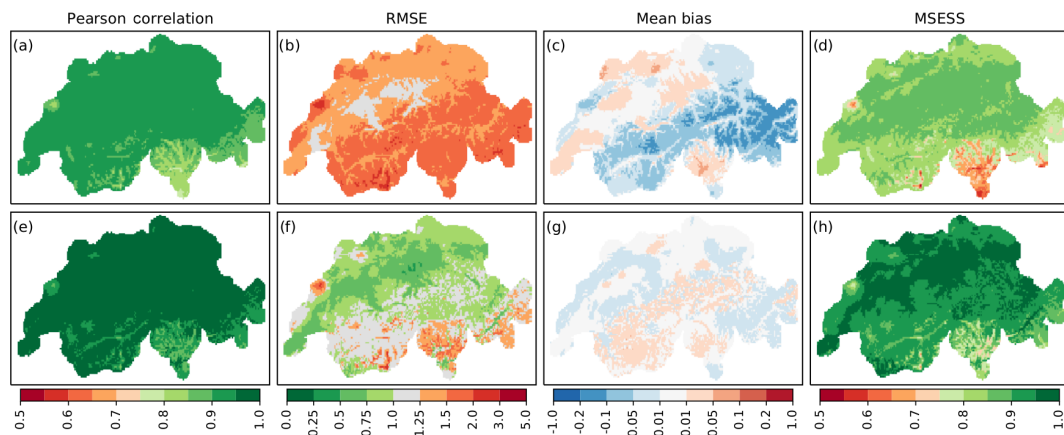 Pearson correlation RMSE Mean bias MSESS
(a) (b) (c) (d)
(e) (f) (g) (h)
0.5 0.6 0.7 0.8 0.9 1.0
0.0 0.25 0.5 0.75 1.0 1.25 1.5 2.0 3.0 5.0
-1.0 -0.2 -0.1 0.05 0.01 0.01 0.05 0.1 0.2 1.0
0.5 0.6 0.7 0.8 0.9 1.0